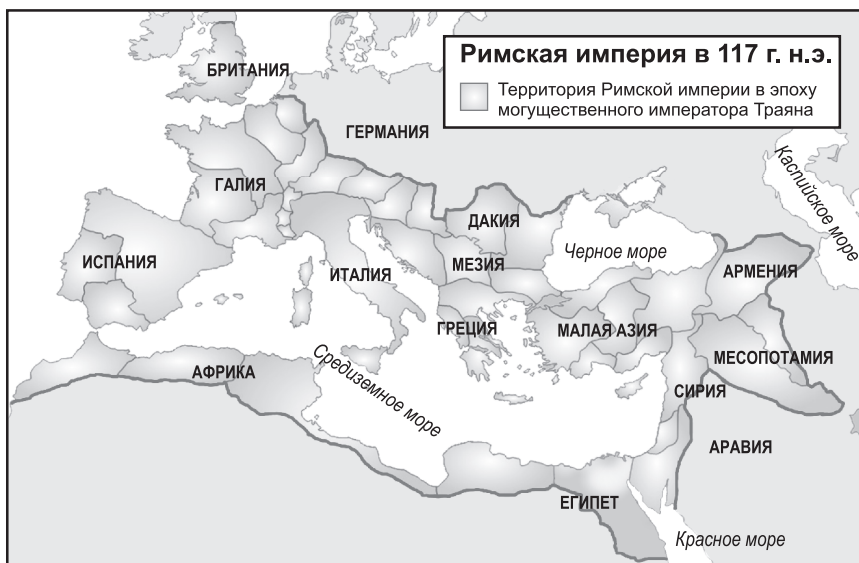 Римская империя в 117 г. н.э.
Территория Римской империи в эпоху
могущественного императора Траяна
БРИТАНИЯ
ГЕРМАНИЯ
Каспийское море
ГАЛИЯ
ДАКИЯ
Черное море
ИСПАНИЯ
ИТАЛИЯ
МЕЗИЯ
АРМЕНИЯ
ГРЕЦИЯ
МАЛАЯ АЗИЯ
МЕСОПОТАМИЯ
АФРИКА
Средиземное море
СИРИЯ
АРАВИЯ
ЕГИПЕТ
Красное море